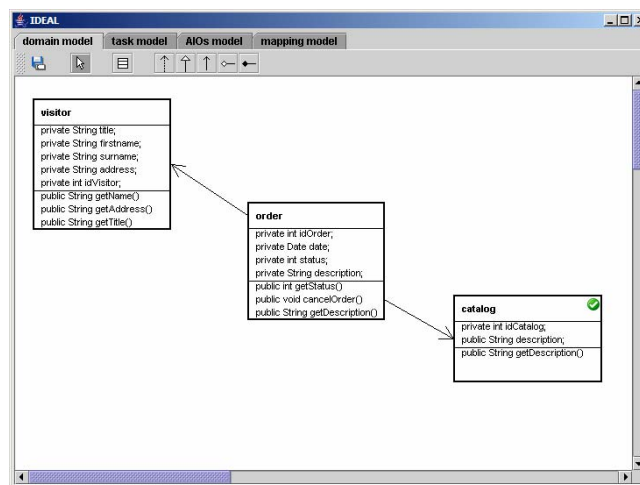 IDEAL
domain model task model AIOs model mapping model
visitor
private String title;
private String firstname;
private String surname;
private String address;
private int idVisitor;
public String getName()
public String getAddress()
public String getTitle()
order
private int idOrder;
private Date date;
private int status;
private String description;
public int getStatus()
public void cancelOrder()
public String getDescription()
catalog
private int idCatalog;
public String description;
public String getDescription()